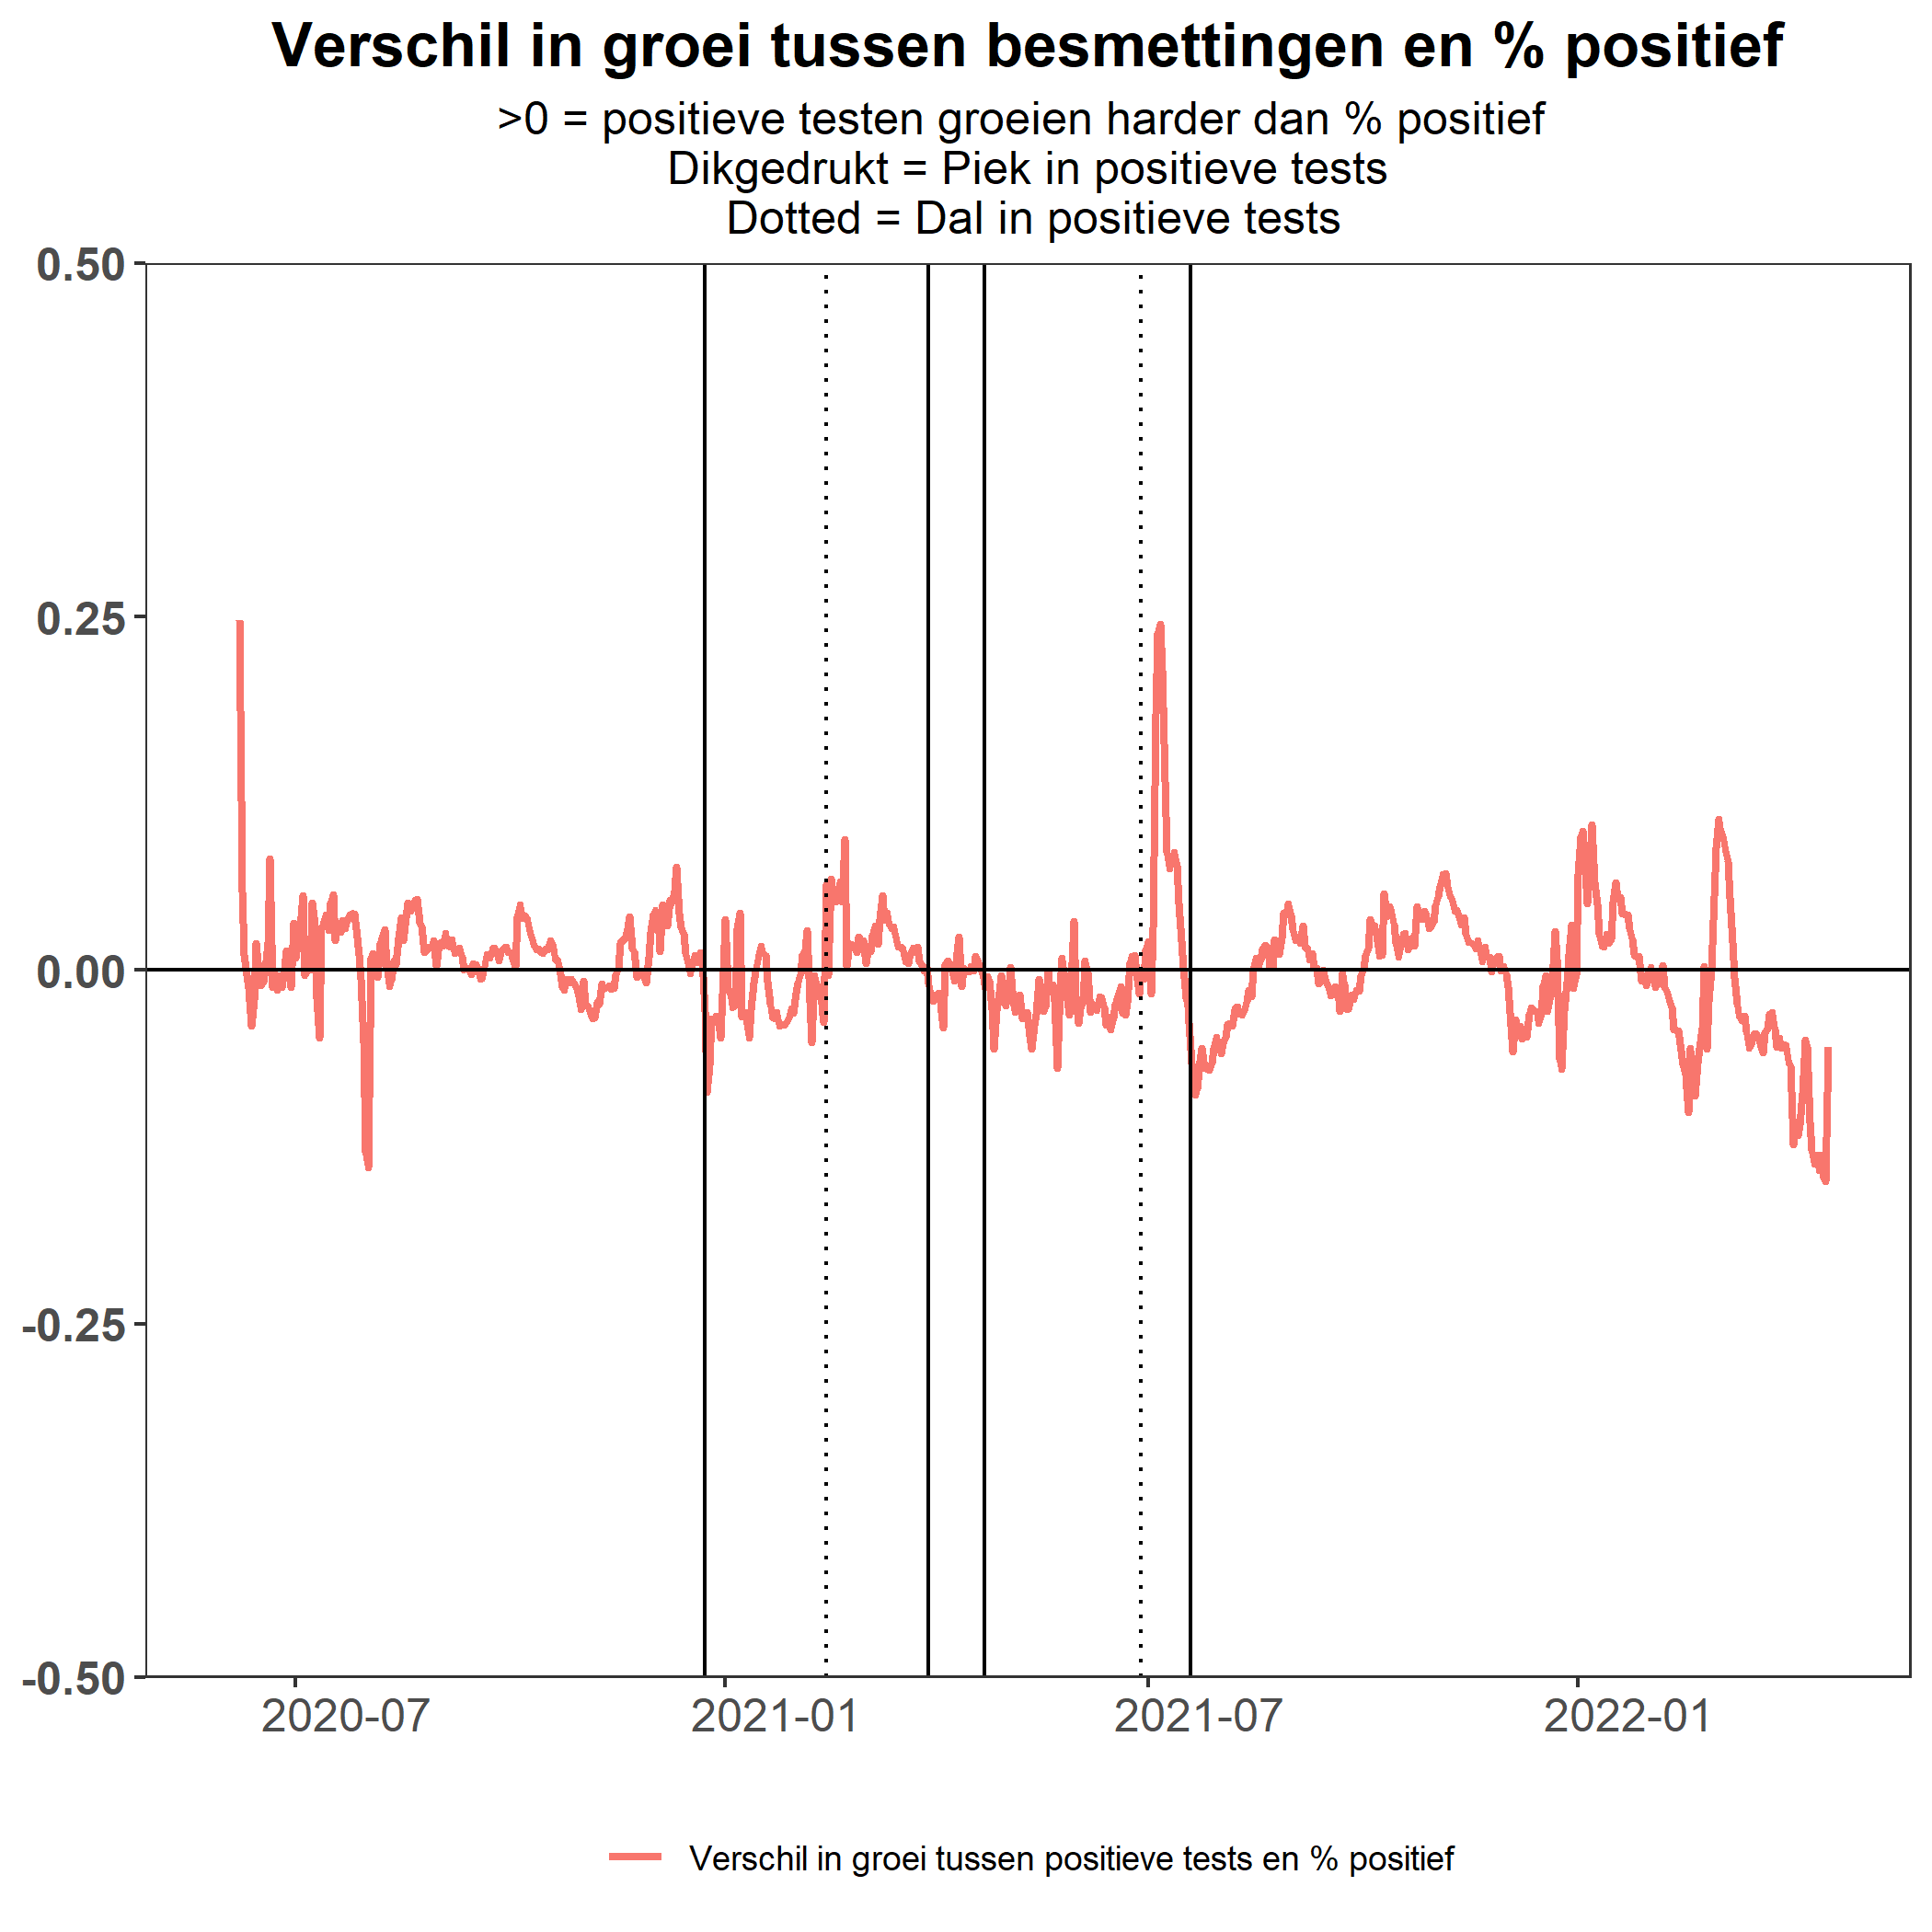 Verschil in groei tussen besmettingen en % positief
>0 = positieve testen groeien harder dan % positief
Dikgedrukt = Piek in positieve tests
Dotted = Dal in positieve tests
0.50
0.25
0.00
-0.25
-0.50
2020-07 2021-01 2021-07 2022-01
Verschil in groei tussen positieve tests en % positief